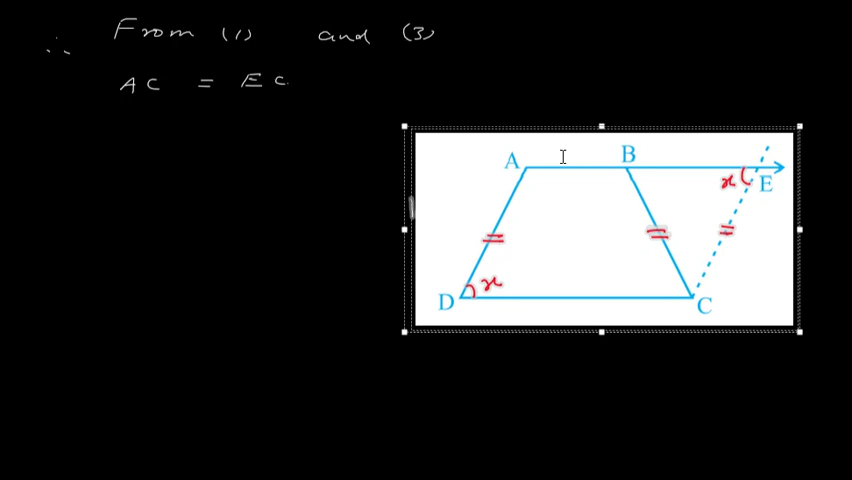 ∴ From (1) and (3)
AC = EC
A B
x E
= = =
D x C